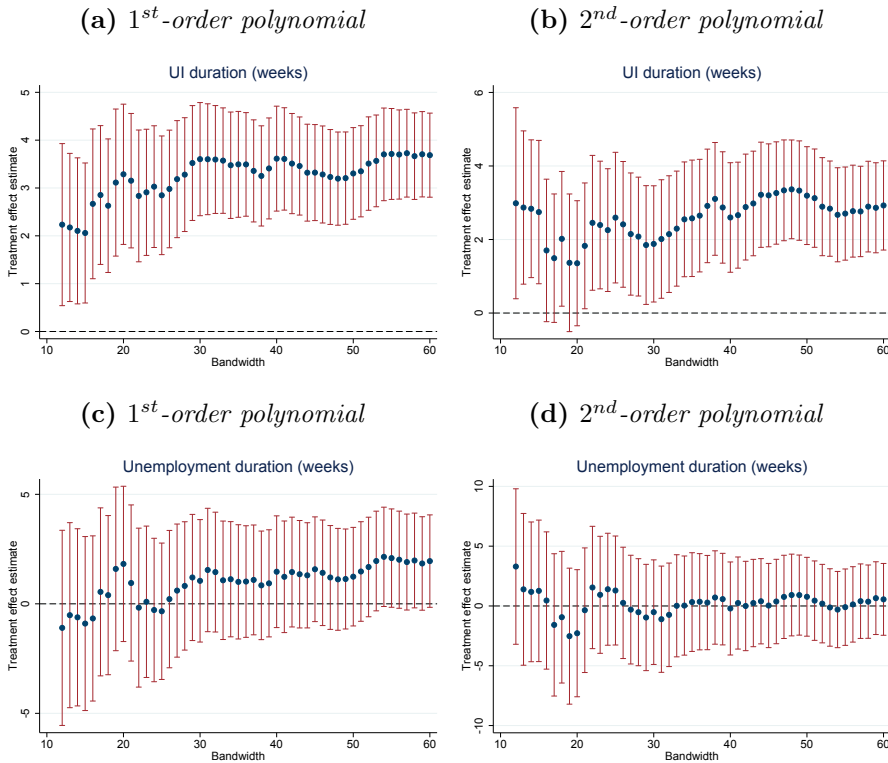 (a) 1st-order polynomial
UI duration (weeks)
Treatment effect estimate
5
4
3
2
1
0
10 20 30 40 50 60
Bandwidth
(b) 2nd-order polynomial
UI duration (weeks)
Treatment effect estimate
6
4
2
0
10 20 30 40 50 60
Bandwidth
(c) 1st-order polynomial
Unemployment duration (weeks)
Treatment effect estimate
5
0
-5
10 20 30 40 50 60
Bandwidth
(d) 2nd-order polynomial
Unemployment duration (weeks)
Treatment effect estimate
10
5
0
-5
-10
10 20 30 40 50 60
Bandwidth